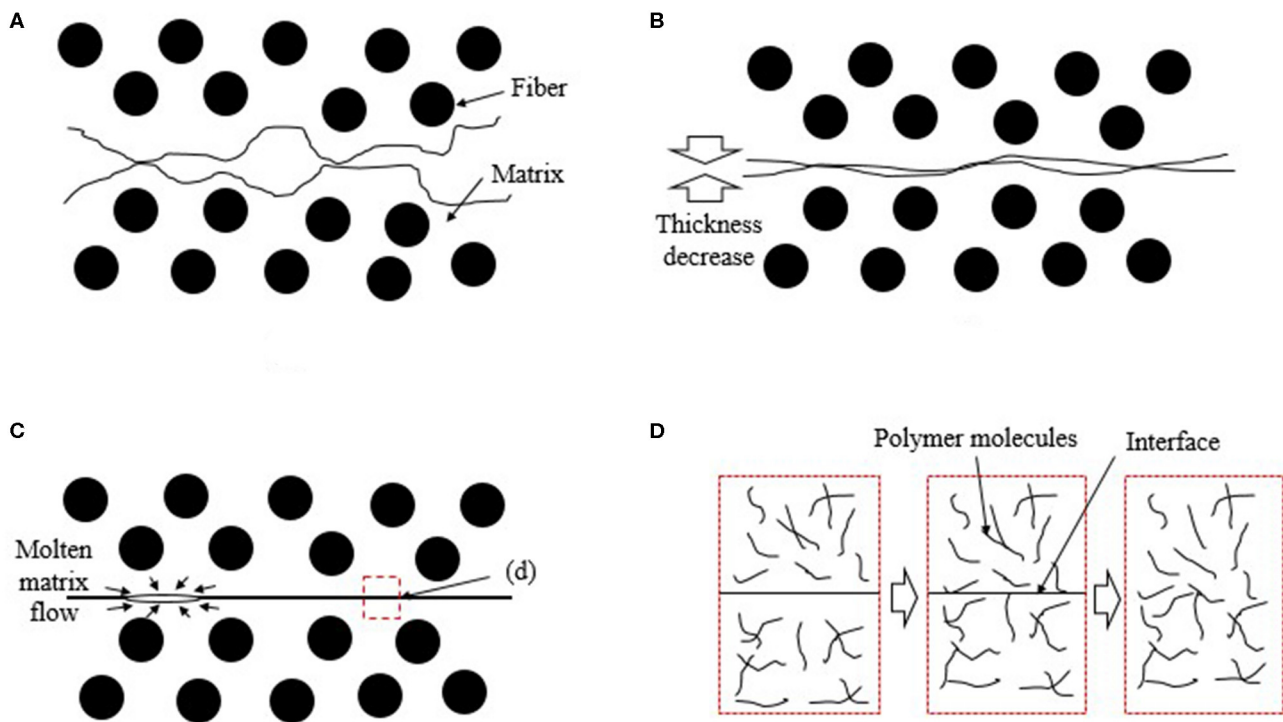 A
Fiber
Matrix
B
Thickness
decrease
C
Molten
matrix
flow
(d)
D
Polymer molecules
Interface